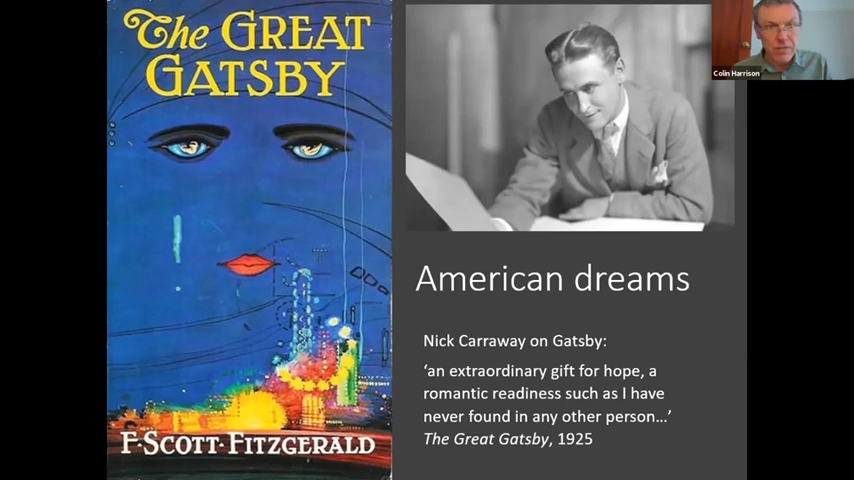 The GREAT
GATSBY
F·SCOTT·FITZGERALD
Colin Harrison
American dreams
Nick Carraway on Gatsby:
‘an extraordinary gift for hope, a
romantic readiness such as I have
never found in any other person…’
The Great Gatsby, 1925